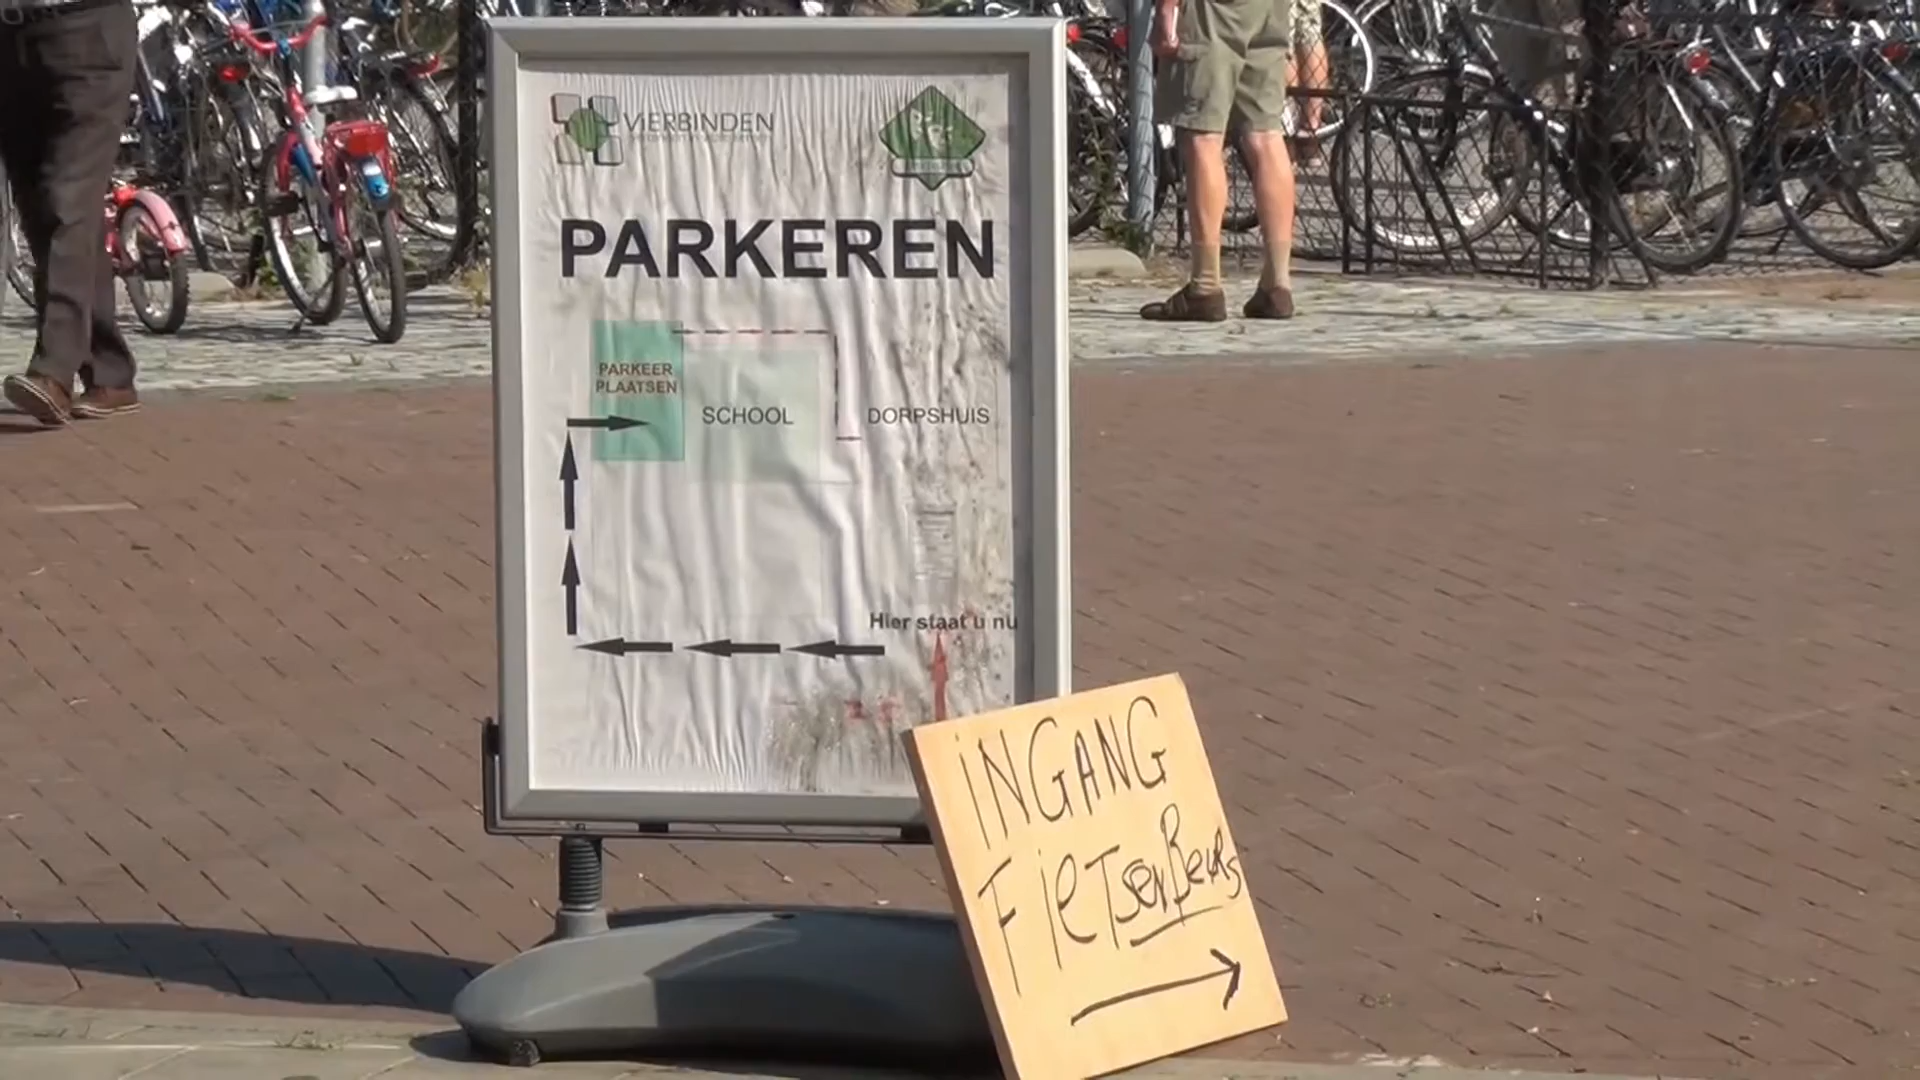 ViERBINDEN
PARKEREN
PARKEER
PLAATSEN
SCHOOL
DORPSHUIS
Hier staat u nu
iNGANG
FieTsenBeurs